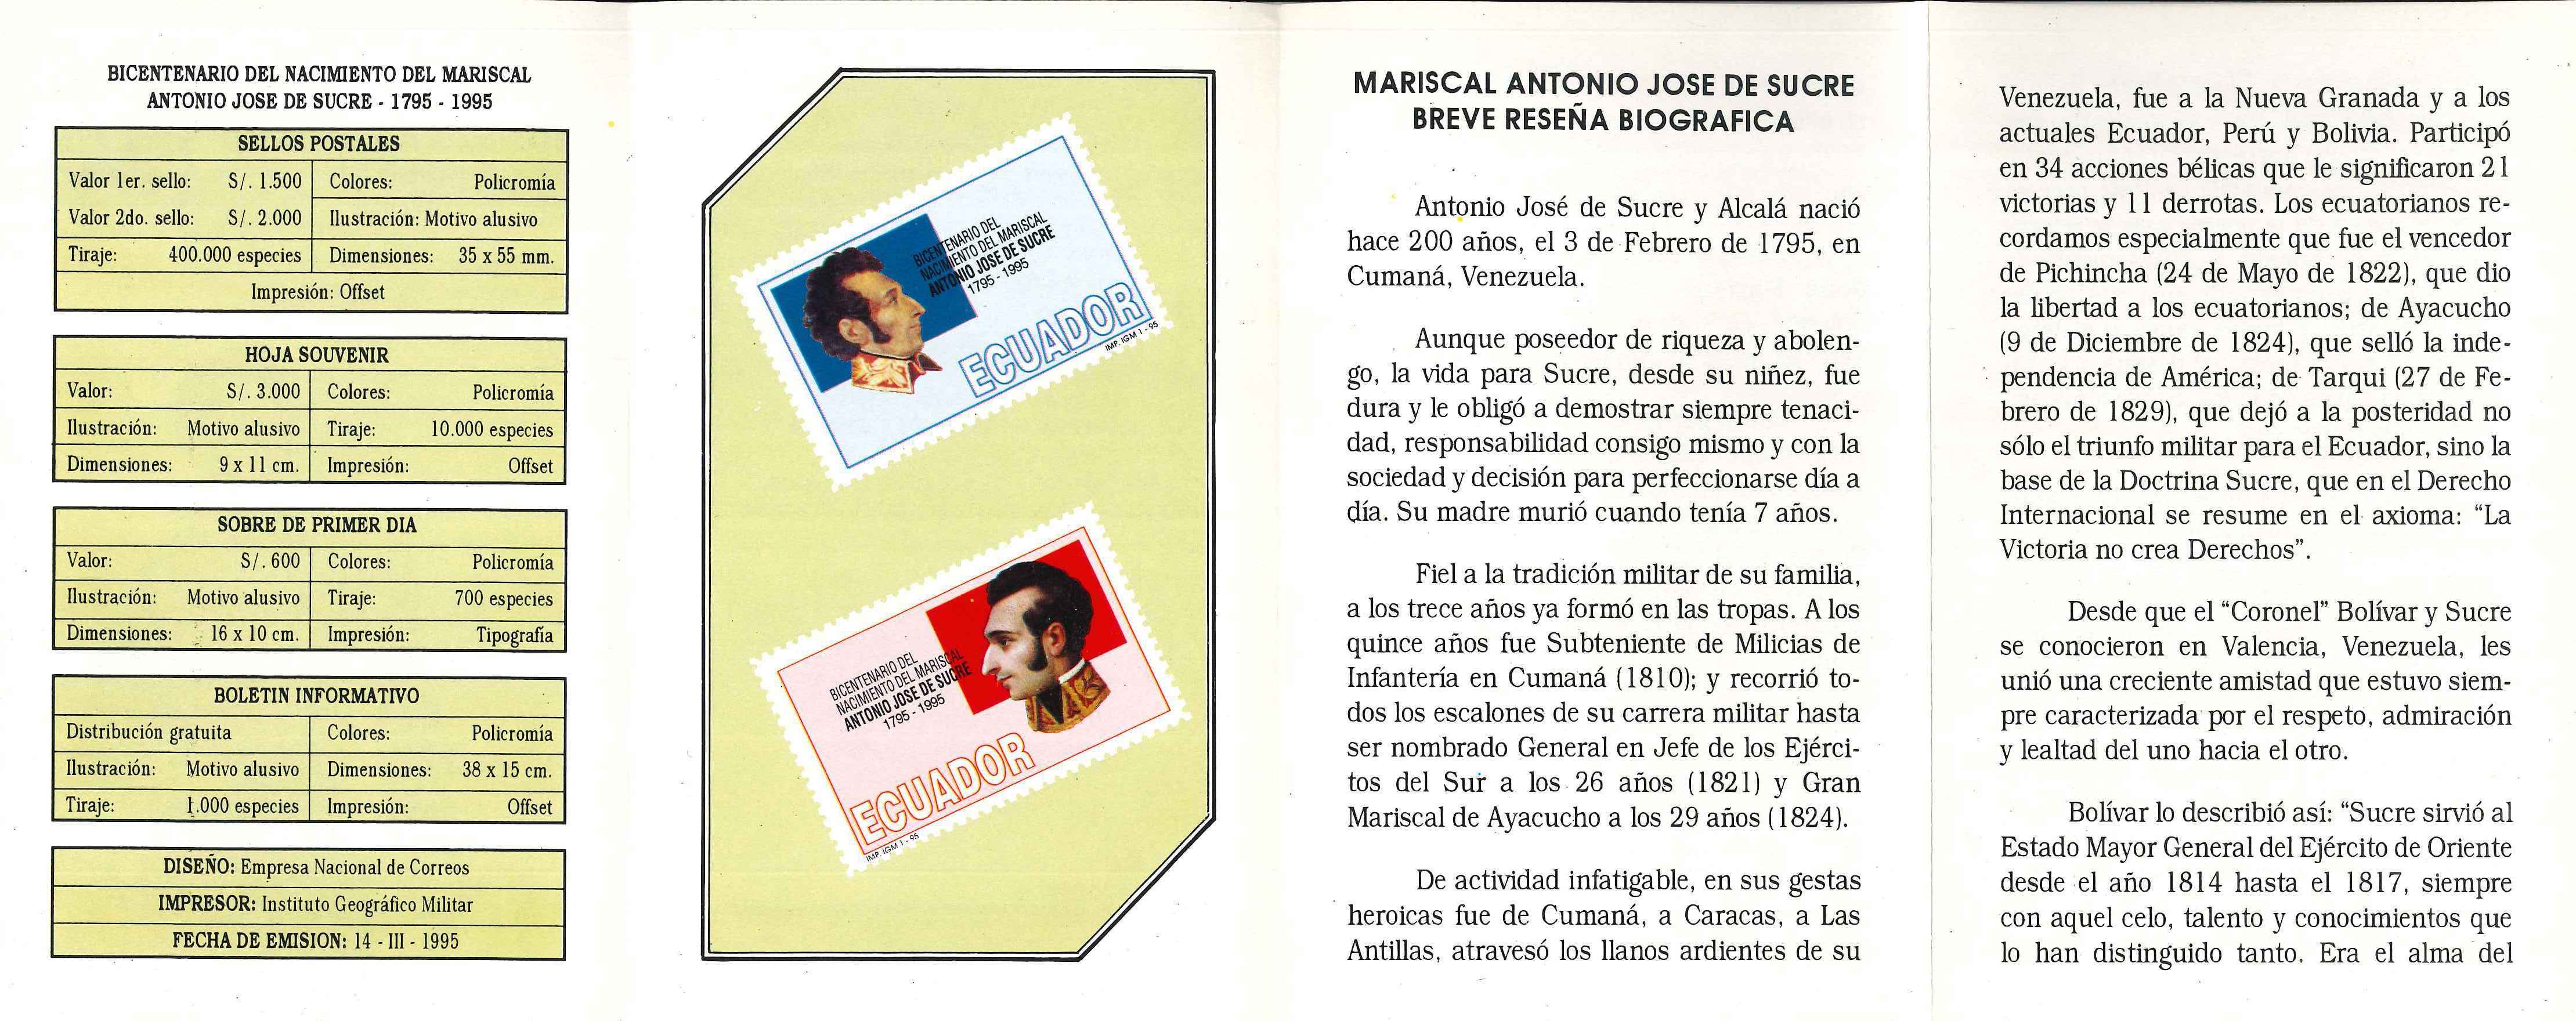 BICENTENARIO DEL NACIMIENTO DEL MARISCAL
ANTONIO JOSE DE SUCRE - 1795 - 1995
SELLOS POSTALES
Valor 1er. sello: S/. 1.500 Colores: Policromía
Valor 2do. sello: S/. 2.000 Ilustración: Motivo alusivo
Tiraje: 400.000 especies Dimensiones: 35 x 55 mm.
Impresión: Offset
HOJA SOUVENIR
Valor: S/. 3.000 Colores: Policromía
Ilustración: Motivo alusivo Tiraje: 10.000 especies
Dimensiones: 9 x 11 cm. Impresión: Offset
SOBRE DE PRIMER DIA
Valor: S/. 600 Colores: Policromía
Ilustración: Motivo alusivo Tiraje: 700 especies
Dimensiones: 16 x 10 cm. Impresión: Tipografía
BOLETIN INFORMATIVO
Distribución gratuita Colores: Policromía
Ilustración: Motivo alusivo Dimensiones: 38 x 15 cm.
Tiraje: 1.000 especies Impresión: Offset
DISEÑO: Empresa Nacional de Correos
IMPRESOR: Instituto Geográfico Militar
FECHA DE EMISION: 14 - III - 1995
BICENTENARIO DEL
NACIMIENTO DEL MARISCAL
ANTONIO JOSE DE SUCRE
1795 - 1995
ECUADOR
IMP. IGM 1 - 95
BICENTENARIO DEL
NACIMIENTO DEL MARISCAL
ANTONIO JOSE DE SUCRE
1795 - 1995
ECUADOR
IMP. IGM 1 - 95
MARISCAL ANTONIO JOSE DE SUCRE
BREVE RESEÑA BIOGRAFICA
Antonio José de Sucre y Alcalá nació
hace 200 años, el 3 de Febrero de 1795, en
Cumaná, Venezuela.
Aunque poseedor de riqueza y abolen-
go, la vida para Sucre, desde su niñez, fue
dura y le obligó a demostrar siempre tenaci-
dad, responsabilidad consigo mismo y con la
sociedad y decisión para perfeccionarse día a
día. Su madre murió cuando tenía 7 años.
Fiel a la tradición militar de su familia,
a los trece años ya formó en las tropas. A los
quince años fue Subteniente de Milicias de
Infantería en Cumaná (1810); y recorrió to-
dos los escalones de su carrera militar hasta
ser nombrado General en Jefe de los Ejérci-
tos del Sur a los 26 años (1821) y Gran
Mariscal de Ayacucho a los 29 años (1824).
De actividad infatigable, en sus gestas
heroicas fue de Cumaná, a Caracas, a Las
Antillas, atravesó los llanos ardientes de su
Venezuela, fue a la Nueva Granada y a los
actuales Ecuador, Perú y Bolivia. Participó
en 34 acciones bélicas que le significaron 21
victorias y 11 derrotas. Los ecuatorianos re-
cordamos especialmente que fue el vencedor
de Pichincha (24 de Mayo de 1822), que dio
la libertad a los ecuatorianos; de Ayacucho
(9 de Diciembre de 1824), que selló la inde-
pendencia de América; de Tarqui (27 de Fe-
brero de 1829), que dejó a la posteridad no
sólo el triunfo militar para el Ecuador, sino la
base de la Doctrina Sucre, que en el Derecho
Internacional se resume en el axioma: “La
Victoria no crea Derechos”.
Desde que el “Coronel” Bolívar y Sucre
se conocieron en Valencia, Venezuela, les
unió una creciente amistad que estuvo siem-
pre caracterizada por el respeto, admiración
y lealtad del uno hacia el otro.
Bolívar lo describió así: “Sucre sirvió al
Estado Mayor General del Ejército de Oriente
desde el año 1814 hasta el 1817, siempre
con aquel celo, talento y conocimientos que
lo han distinguido tanto. Era el alma del